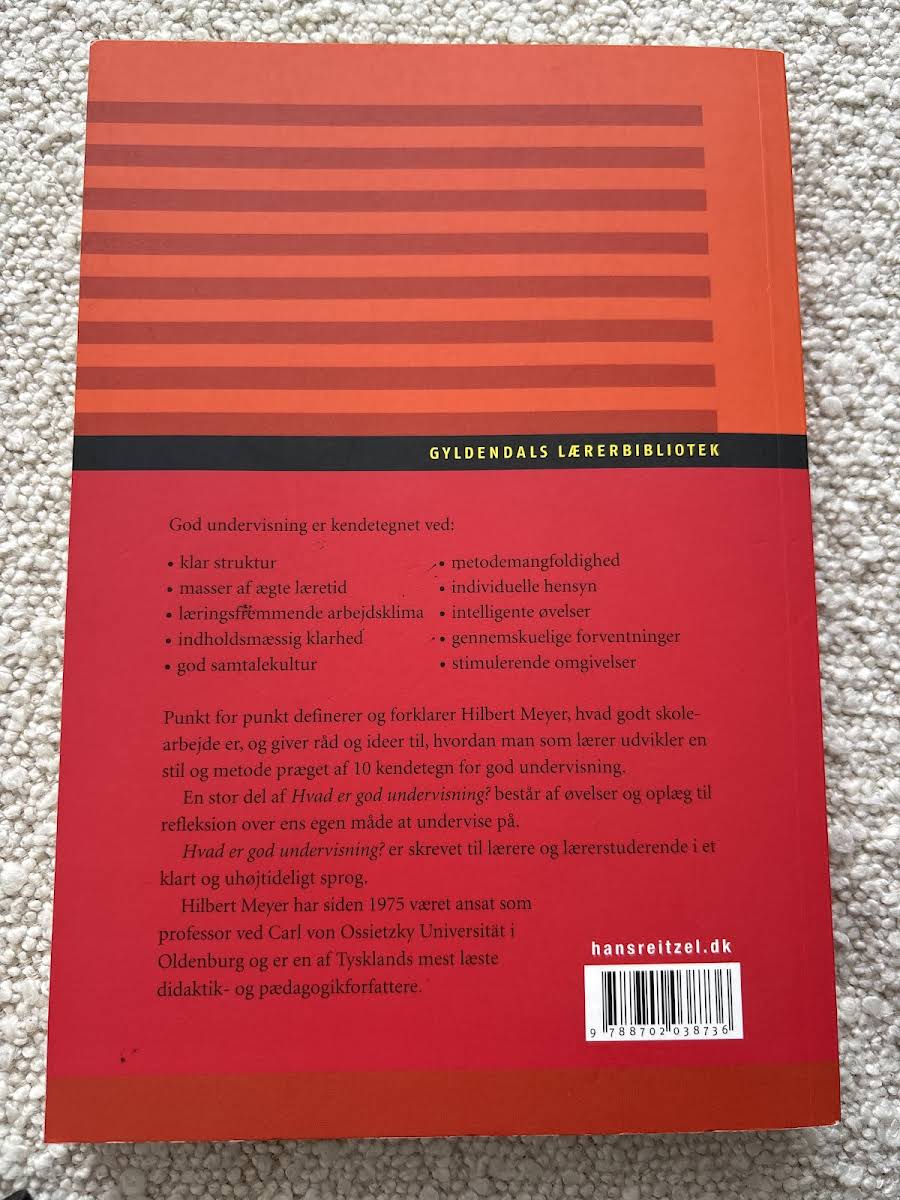 GYLDENDALS LÆRERBIBLIOTEK
God undervisning er kendetegnet ved:
• klar struktur
• masser af ægte læretid
• læringsfremmende arbejdsklima
• indholdsmæssig klarhed
• god samtalekultur
• metodemangfoldighed
• individuelle hensyn
• intelligente øvelser
• gennemskuelige forventninger
• stimulerende omgivelser
Punkt for punkt definerer og forklarer Hilbert Meyer, hvad godt skole-
arbejde er, og giver råd og ideer til, hvordan man som lærer udvikler en
stil og metode præget af 10 kendetegn for god undervisning.
En stor del af Hvad er god undervisning? består af øvelser og oplæg til
refleksion over ens egen måde at undervise på.
Hvad er god undervisning? er skrevet til lærere og lærerstuderende i et
klart og uhøjtideligt sprog.
Hilbert Meyer har siden 1975 været ansat som
professor ved Carl von Ossietzky Universität i
Oldenburg og er en af Tysklands mest læste
didaktik- og pædagogikforfattere.
hansreitzel.dk
9 788702 038736